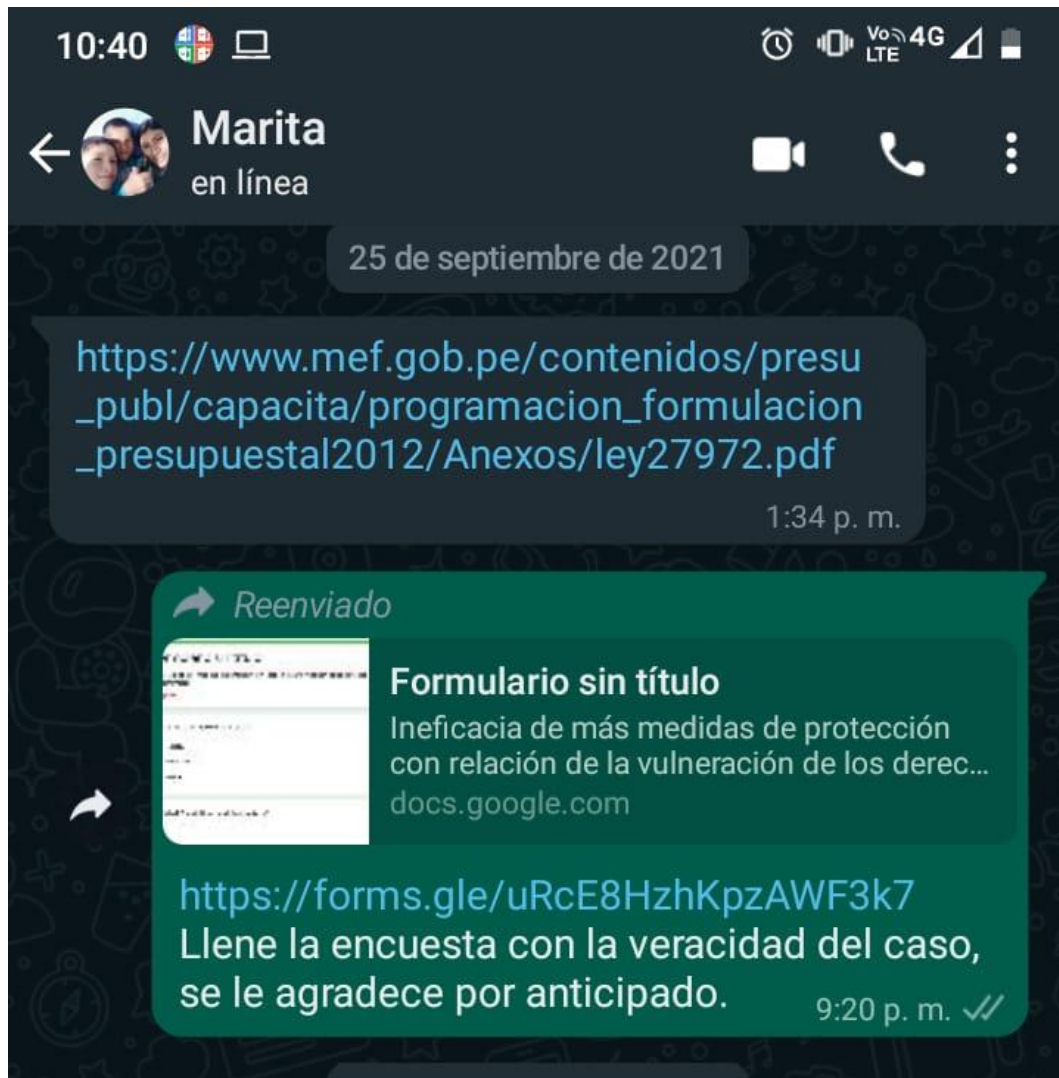 10:40
Vo LTE 4G
Marita
en línea
25 de septiembre de 2021
https://www.mef.gob.pe/contenidos/presu
_publ/capacita/programacion_formulacion
_presupuestal2012/Anexos/ley27972.pdf
1:34 p. m.
Reenviado
Formulario sin título
Ineficacia de más medidas de protección
con relación de la vulneración de los derec...
docs.google.com
https://forms.gle/uRcE8HzhKpzAWF3k7
Llene la encuesta con la veracidad del caso,
se le agradece por anticipado.
9:20 p. m.